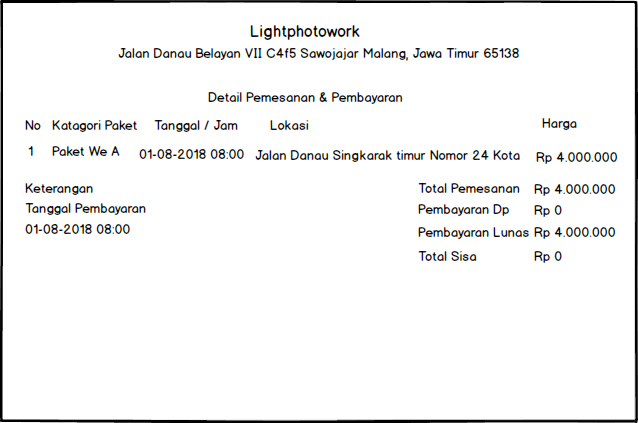 Lightphotowork
Jalan Danau Belayan VII C4f5 Sawojajar Malang, Jawa Timur 65138
Detail Pemesanan & Pembayaran
No Katagori Paket Tanggal / Jam Lokasi Harga
1 Paket We A 01-08-2018 08:00 Jalan Danau Singkarak timur Nomor 24 Kota Rp 4.000.000
Keterangan Total Pemesanan Rp 4.000.000
Tanggal Pembayaran Pembayaran Dp Rp 0
01-08-2018 08:00 Pembayaran Lunas Rp 4.000.000
Total Sisa Rp 0